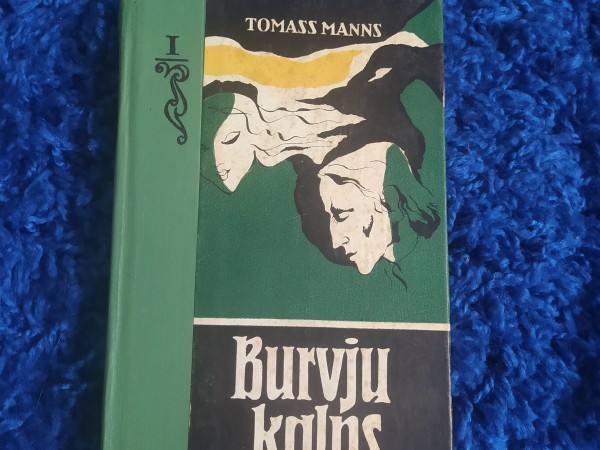 I
TOMASS MANNS
Burvju
kalns